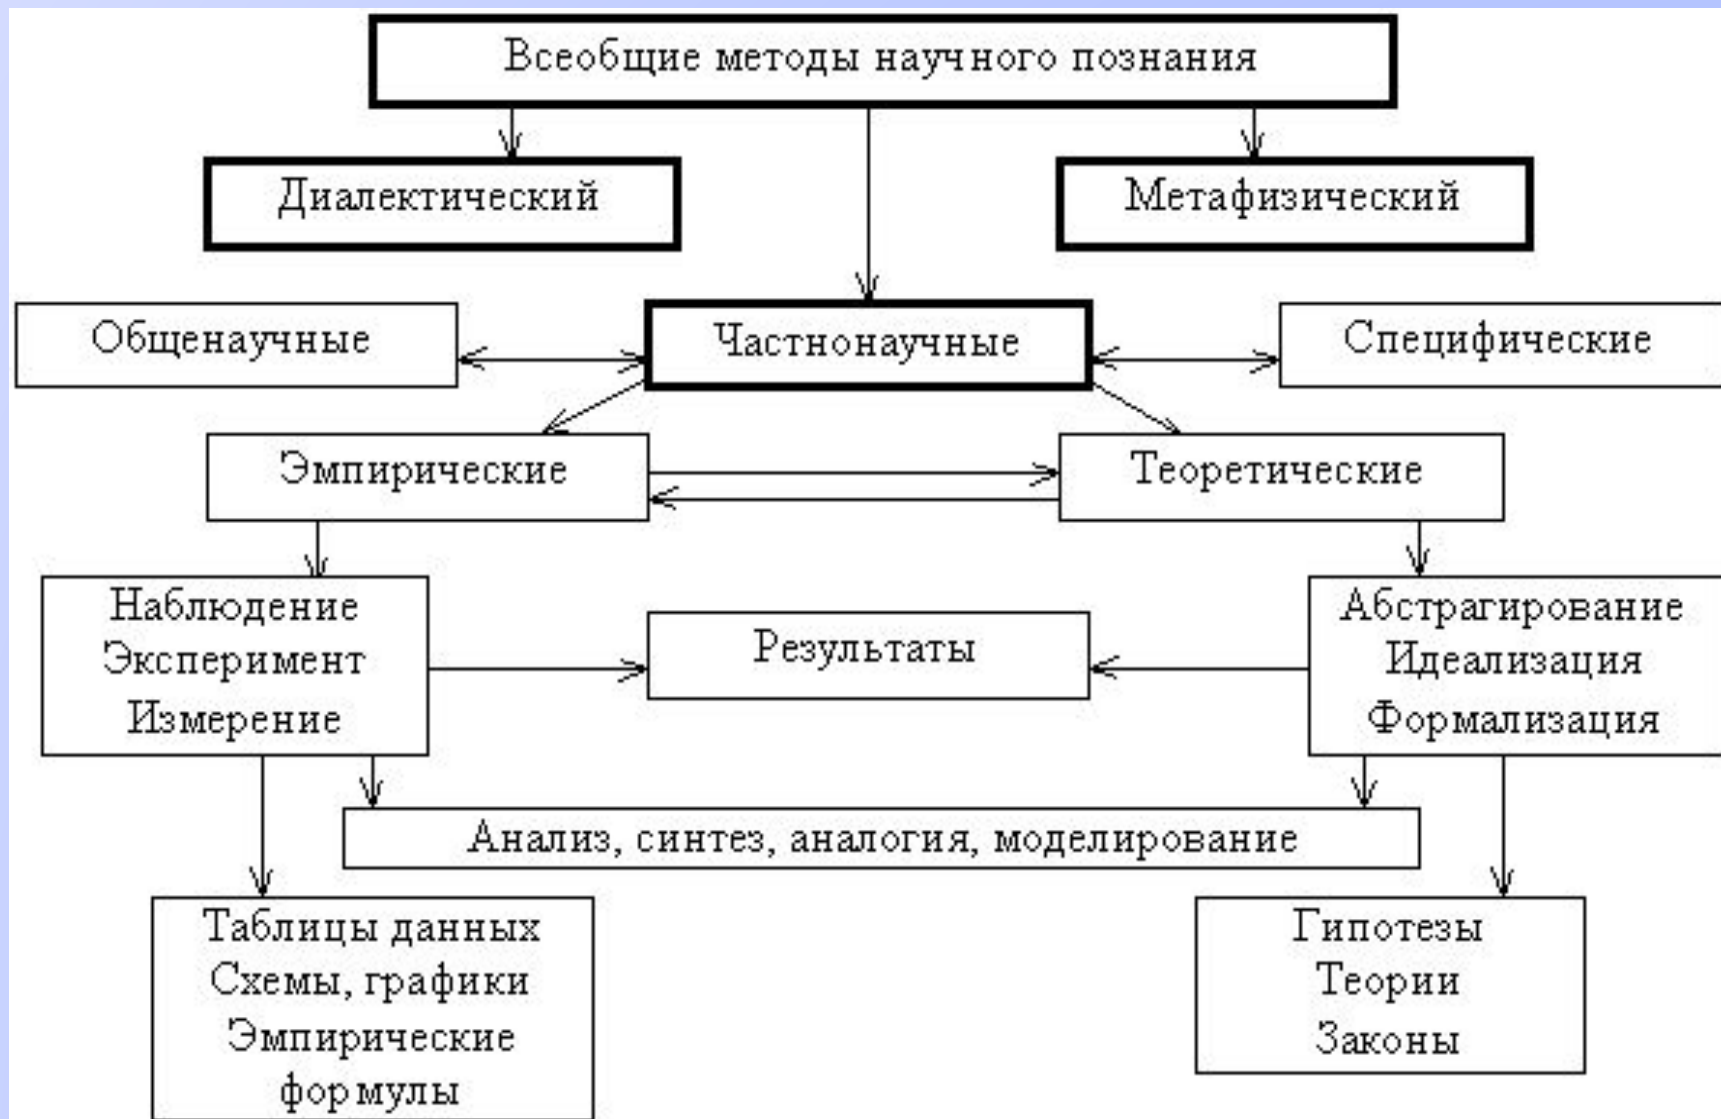 Всеобщие методы научного познания
Диалектический
Метафизический
Общенаучные
Частнонаучные
Специфические
Эмпирические
Теоретические
Наблюдение
Эксперимент
Измерение
Результаты
Абстрагирование
Идеализация
Формализация
Анализ, синтез, аналогия, моделирование
Таблицы данных
Схемы, графики
Эмпирические
формулы
Гипотезы
Теории
Законы